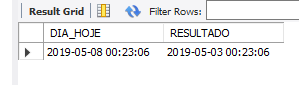 Result Grid Filter Rows:
DIA_HOJE RESULTADO
2019-05-08 00:23:06 2019-05-03 00:23:06